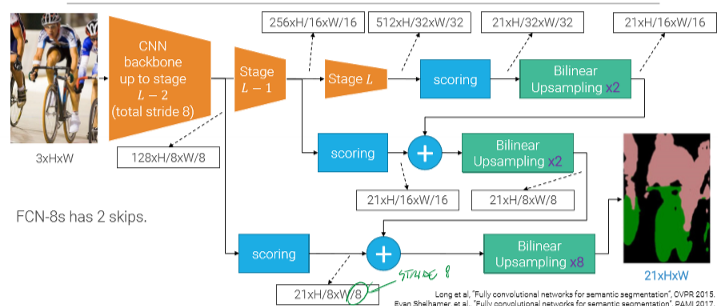 256xH/16xW/16
512xH/32xW/32
21xH/32xW/32
21xH/16xW/16
CNN
backbone
up to stage
L − 2
(total stride 8)
Stage
L − 1
Stage L
scoring
Bilinear
Upsampling x2
3xHxW
128xH/8xW/8
scoring
+
Bilinear
Upsampling x2
21xH/16xW/16
21xH/8xW/8
FCN-8s has 2 skips.
scoring
+
Bilinear
Upsampling x8
21xHxW
21xH/8xW/8
STRIDE 8
Long et al, "Fully convolutional networks for semantic segmentation", CVPR 2015.
Evan Shelhamer, et al., "Fully convolutional networks for semantic segmentation", PAMI 2017.